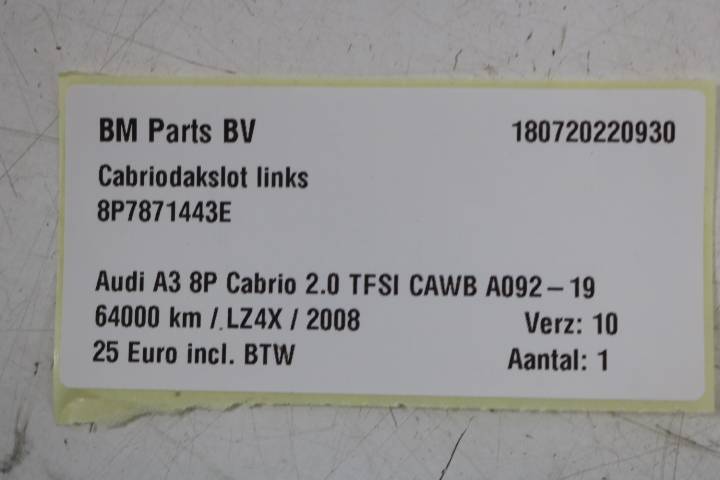 BM Parts BV 180720220930
Cabriodakslot links
8P7871443E
Audi A3 8P Cabrio 2.0 TFSI CAWB A092-19
64000 km / LZ4X / 2008 Verz: 10
25 Euro incl. BTW Aantal: 1